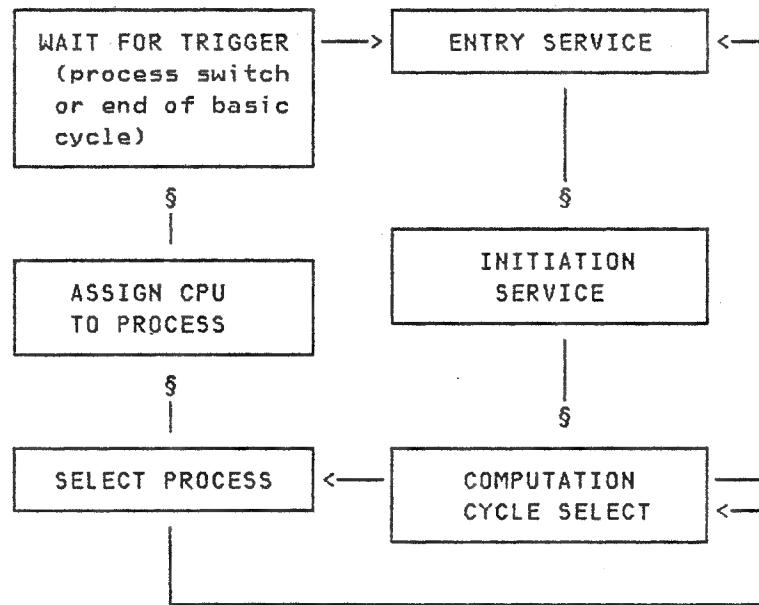 WAIT FOR TRIGGER
(process switch
or end of basic
cycle)
——>
ENTRY SERVICE
<—
§
§
ASSIGN CPU
TO PROCESS
INITIATION
SERVICE
§
§
SELECT PROCESS
<——
COMPUTATION
CYCLE SELECT
<—